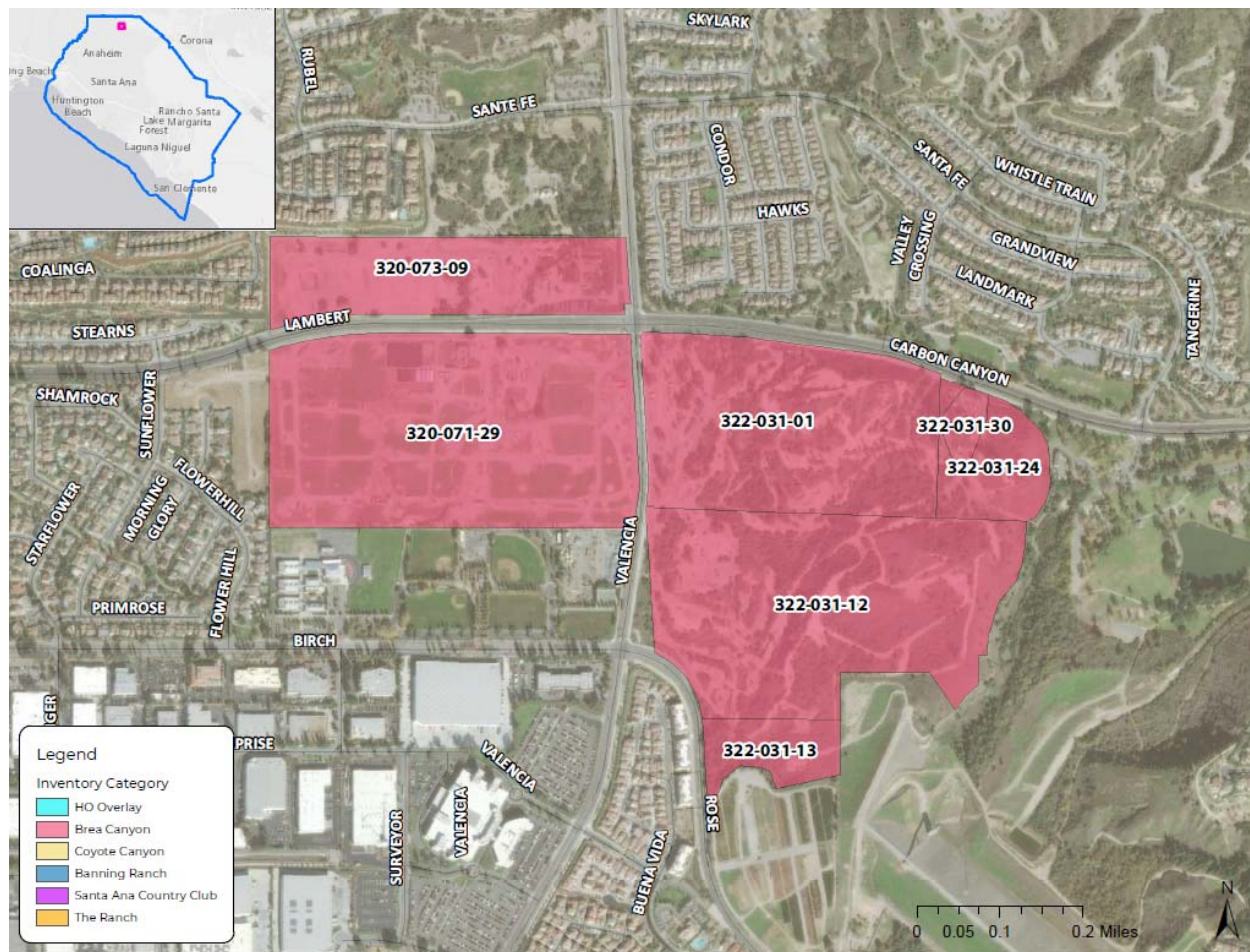 Corona
Anaheim
Santa Ana
Huntington
Beach
Rancho Santa
Lake Margarita
Forest
Laguna Niguel
San Clemente
SKYLARK
RUBEL
SANTE FE
CONDOR
HAWKS
SANTA FE
WHISTLE TRAIN
VALLEY
CROSSING
GRANDVIEW
LANDMARK
TANGERINE
COALINGA
320-073-09
STEARNS
LAMBERT
CARBON CANYON
SHAMROCK
SUNFLOWER
320-071-29
322-031-01
322-031-30
322-031-24
STARFLOWER
MORNING
GLORY
FLOWERHILL
FLOWER HILL
VALENCIA
PRIMROSE
BIRCH
322-031-12
322-031-13
PRISE
VALENCIA
VALENCIA
SURVEYOR
BUENA VIDA
ROSE
Legend
Inventory Category
HO Overlay
Brea Canyon
Coyote Canyon
Banning Ranch
Santa Ana Country Club
The Ranch
N
0 0.05 0.1 0.2 Miles